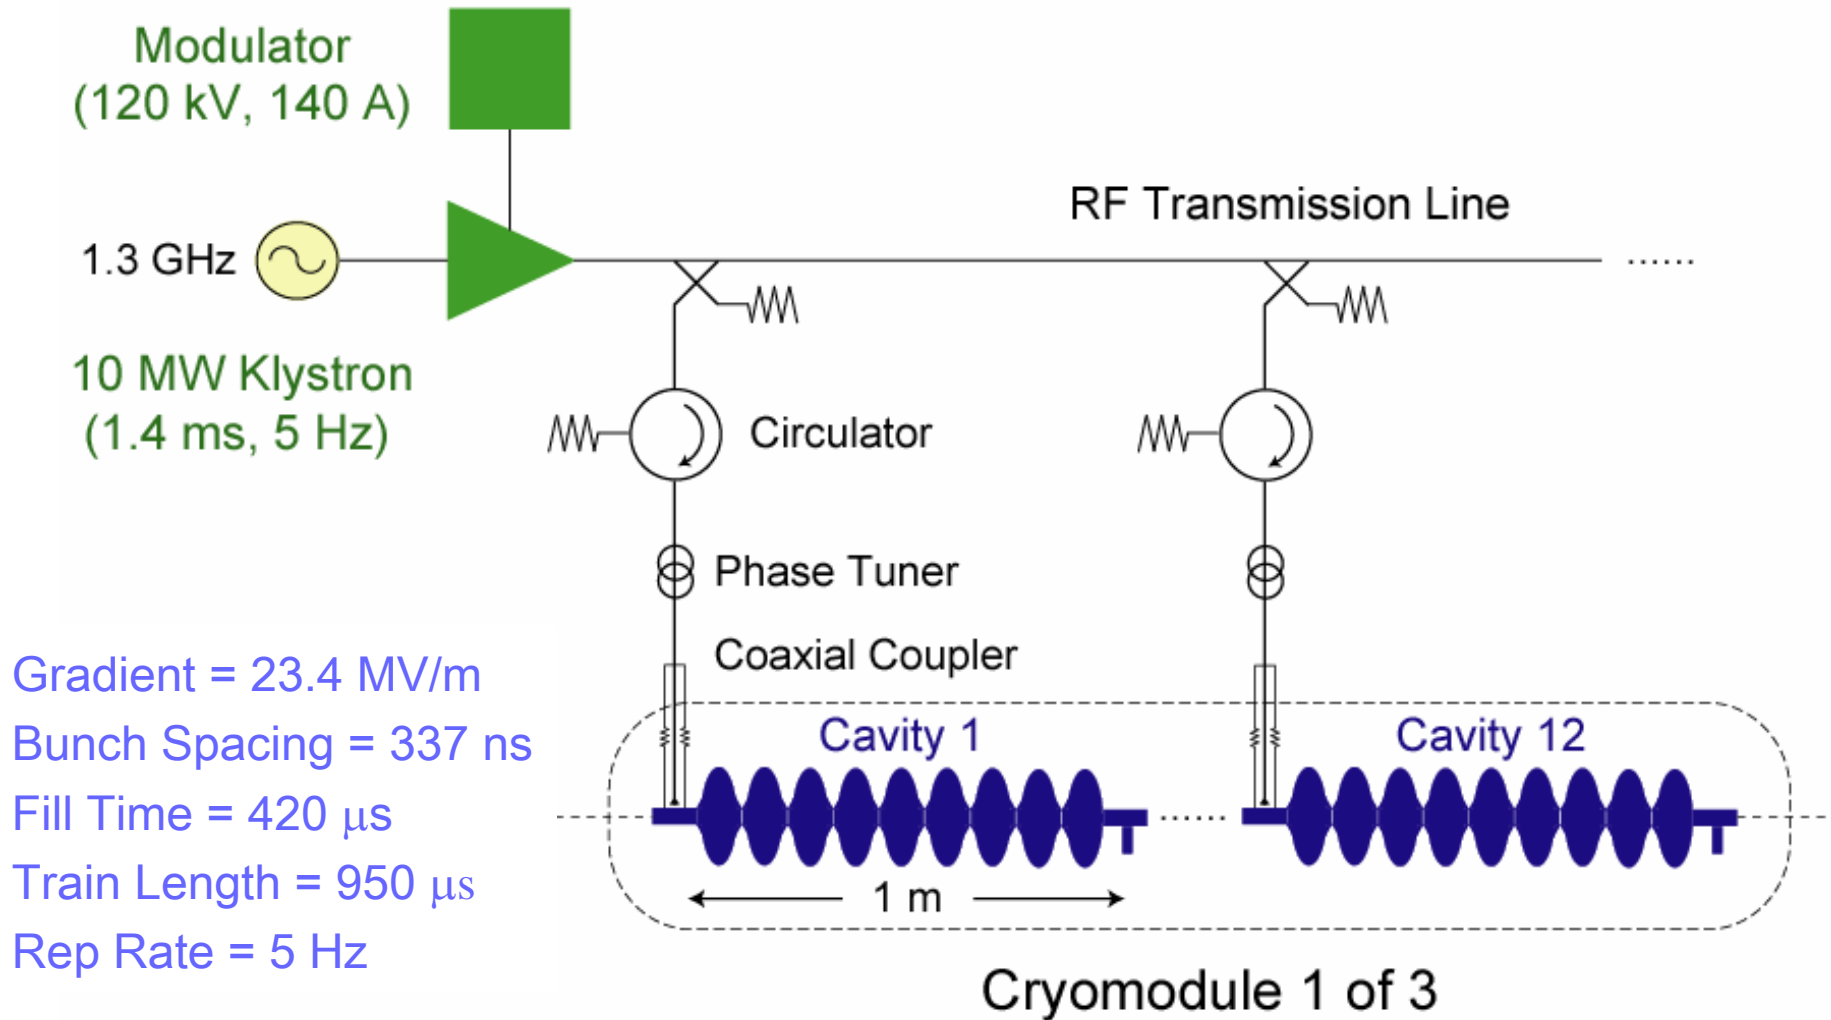 Modulator
(120 kV, 140 A)
RF Transmission Line
1.3 GHz
......
10 MW Klystron
(1.4 ms, 5 Hz)
Circulator
Phase Tuner
Coaxial Coupler
Gradient = 23.4 MV/m
Bunch Spacing = 337 ns
Fill Time = 420 μs
Train Length = 950 μs
Rep Rate = 5 Hz
Cavity 1
Cavity 12
......
1 m
Cryomodule 1 of 3